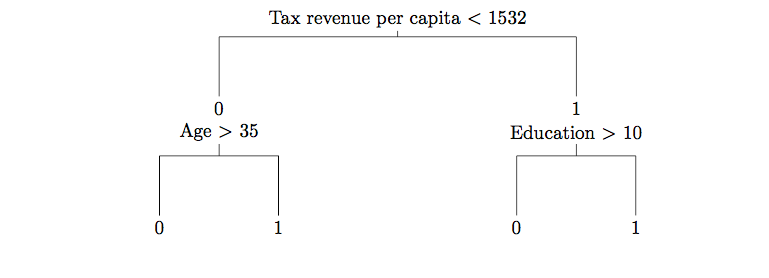 Tax revenue per capita < 1532
0 1
Age > 35 Education > 10
0 1 0 1